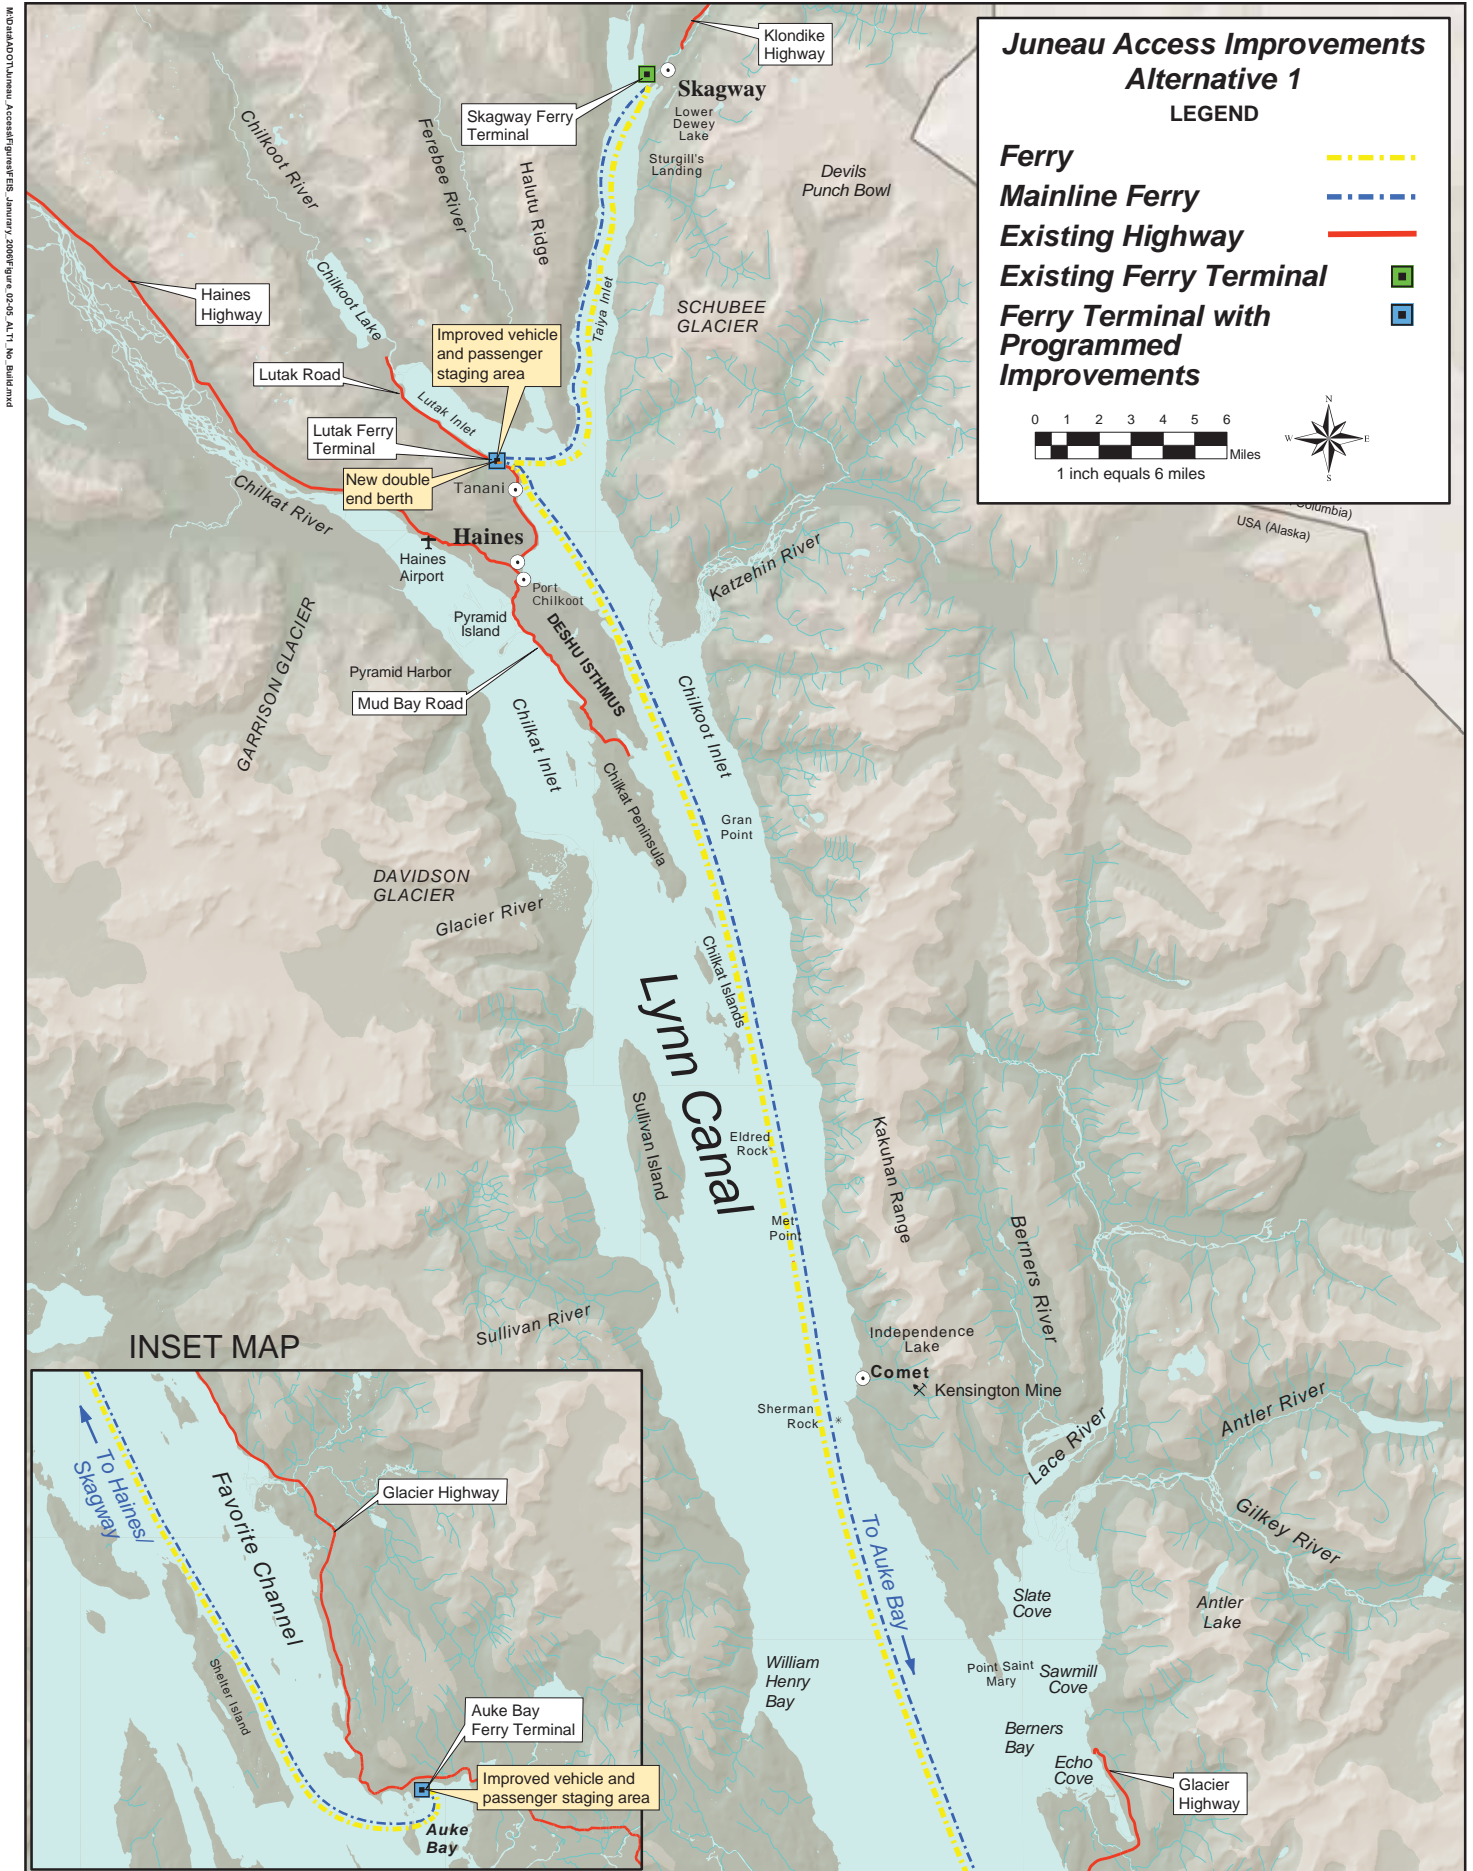 M:\Data\ADOT\Juneau_Access\Figures\FEIS_Janurary_2006\Figure_02-05_ALT1_No_Build.mxd
Juneau Access Improvements
Alternative 1
LEGEND
Ferry
Mainline Ferry
Existing Highway
Existing Ferry Terminal
Ferry Terminal with
Programmed
Improvements
0 1 2 3 4 5 6
Miles
1 inch equals 6 miles
N
W
E
S
Columbia)
USA (Alaska)
Klondike
Highway
Skagway
Skagway Ferry
Terminal
Lower
Dewey
Lake
Sturgill's
Landing
Devils
Punch Bowl
Chilkoot River
Ferebee River
Halutu Ridge
Taiya Inlet
SCHUBEE
GLACIER
Haines
Highway
Chilkoot Lake
Improved vehicle
and passenger
staging area
Lutak Road
Lutak Inlet
Lutak Ferry
Terminal
New double
end berth
Tanani
Chilkat River
Haines
Haines
Airport
Port
Chilkoot
Katzehin River
Pyramid
Island
DESHU ISTHMUS
GARRISON GLACIER
Pyramid Harbor
Mud Bay Road
Chilkat Inlet
Chilkoot Inlet
Chilkat Peninsula
Gran
Point
DAVIDSON
GLACIER
Glacier River
Chilkat Islands
Lynn Canal
Sullivan Island
Eldred
Rock
Kakuhan Range
Met
Point
Berners River
Sullivan River
Independence
Lake
Comet
Kensington Mine
Sherman
Rock
Lace River
Antler River
Gilkey River
To Auke Bay
Slate
Cove
Antler
Lake
William
Henry
Bay
Point Saint
Mary
Sawmill
Cove
Berners
Bay
Echo
Cove
Glacier
Highway
INSET MAP
To Haines/
Skagway
Favorite Channel
Glacier Highway
Shelter Island
Auke Bay
Ferry Terminal
Improved vehicle and
passenger staging area
Auke
Bay